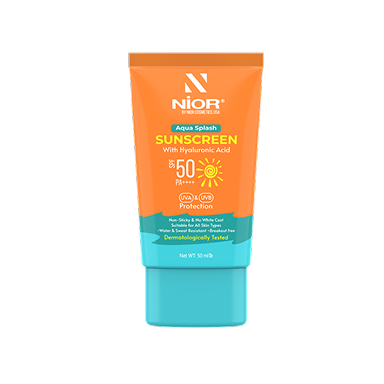 NiOR®
BY NIOR COSMETICS, USA
Aqua Splash
SUNSCREEN
With Hyaluronic Acid
SPF 50
PA++++
UVA & UVB
Protection
Non-Sticky & No White Cast
Suitable for All Skin Types
•Water & Sweat Resistant •Breakout Free
Dermatologically Tested
Net WT. 50 ml℮